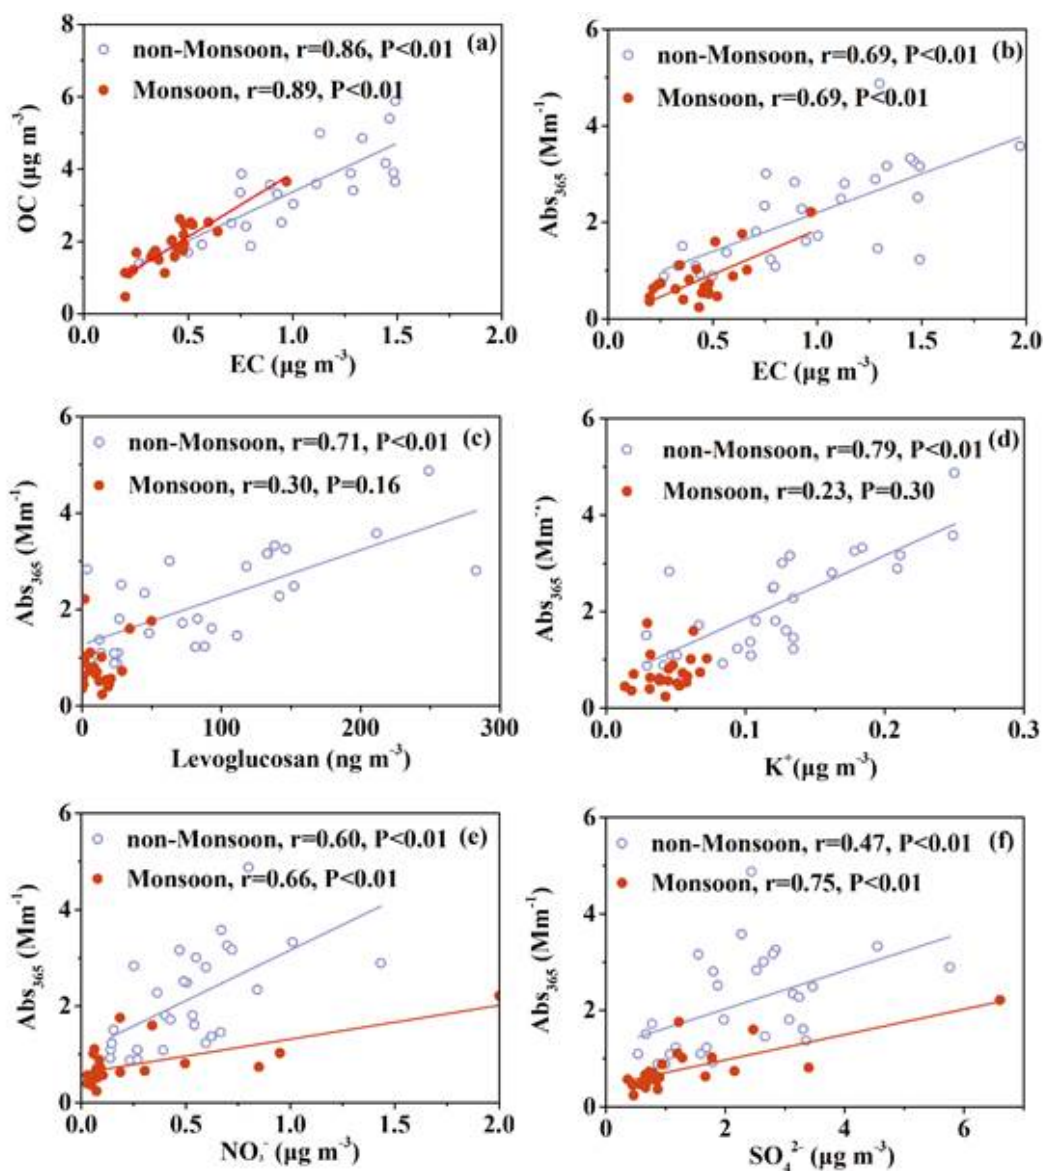 8
6
4
2
0
0.0 0.5 1.0 1.5 2.0
OC (µg m⁻³)
EC (µg m⁻³)
non-Monsoon, r=0.86, P<0.01 (a)
Monsoon, r=0.89, P<0.01
6
4
2
0
0.0 0.5 1.0 1.5 2.0
Abs₃₆₅ (Mm⁻¹)
EC (µg m⁻³)
non-Monsoon, r=0.69, P<0.01 (b)
Monsoon, r=0.69, P<0.01
6
4
2
0
0 100 200 300
Abs₃₆₅ (Mm⁻¹)
Levoglucosan (ng m⁻³)
non-Monsoon, r=0.71, P<0.01 (c)
Monsoon, r=0.30, P=0.16
6
4
2
0
0.0 0.1 0.2 0.3
Abs₃₆₅ (Mm⁻¹)
K⁺(µg m⁻³)
non-Monsoon, r=0.79, P<0.01 (d)
Monsoon, r=0.23, P=0.30
6
4
2
0
0.0 0.5 1.0 1.5 2.0
Abs₃₆₅ (Mm⁻¹)
NO₃⁻ (µg m⁻³)
non-Monsoon, r=0.60, P<0.01 (e)
Monsoon, r=0.66, P<0.01
6
4
2
0
0 2 4 6
Abs₃₆₅ (Mm⁻¹)
SO₄²⁻ (µg m⁻³)
non-Monsoon, r=0.47, P<0.01 (f)
Monsoon, r=0.75, P<0.01